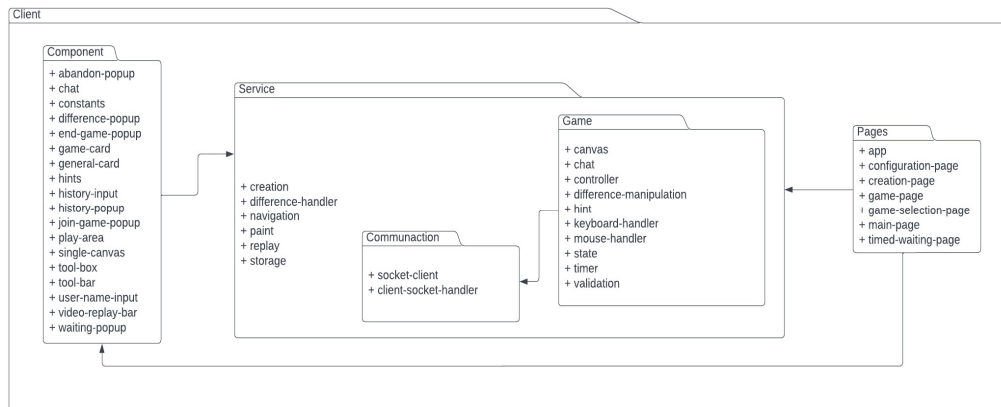 Client
Component
+ abandon-popup
+ chat
+ constants
+ difference-popup
+ end-game-popup
+ game-card
+ general-card
+ hints
+ history-input
+ history-popup
+ join-game-popup
+ play-area
+ single-canvas
+ tool-box
+ tool-bar
+ user-name-input
+ video-replay-bar
+ waiting-popup
Service
+ creation
+ difference-handler
+ navigation
+ paint
+ replay
+ storage
Communaction
+ socket-client
+ client-socket-handler
Game
+ canvas
+ chat
+ controller
+ difference-manipulation
+ hint
+ keyboard-handler
+ mouse-handler
+ state
+ timer
+ validation
Pages
+ app
+ configuration-page
+ creation-page
+ game-page
+ game-selection-page
+ main-page
+ timed-waiting-page